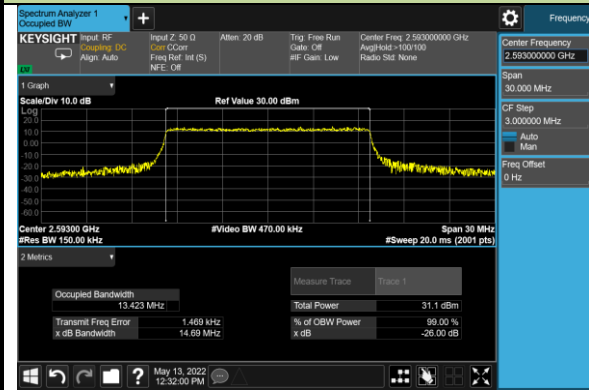 Spectrum Analyzer 1
Occupied BW
+
Frequency
KEYSIGHT
Input: RF
Coupling: DC
Align: Auto
Input Z: 50 Ω
Corr CCorr
Freq Ref: Int (S)
NFE: Off
Atten: 20 dB
Trig: Free Run
Gate: Off
#IF Gain: Low
Center Freq: 2.593000000 GHz
Avg|Hold:>100/100
Radio Std: None
Center Frequency
2.593000000 GHz
Span
30.000 MHz
CF Step
3.000000 MHz
Auto
Man
Freq Offset
0 Hz
1 Graph
Scale/Div 10.0 dB
Ref Value 30.00 dBm
Log
20.0
10.0
0.00
-10.0
-20.0
-30.0
-40.0
-50.0
-60.0
Center 2.59300 GHz
#Video BW 470.00 kHz
Span 30 MHz
#Res BW 150.00 kHz
#Sweep 20.0 ms (2001 pts)
2 Metrics
Measure Trace
Trace 1
Occupied Bandwidth
13.423 MHz
Total Power
31.1 dBm
Transmit Freq Error
1.469 kHz
% of OBW Power
99.00 %
x dB Bandwidth
14.69 MHz
x dB
-26.00 dB
?
May 13, 2022
12:32:00 PM